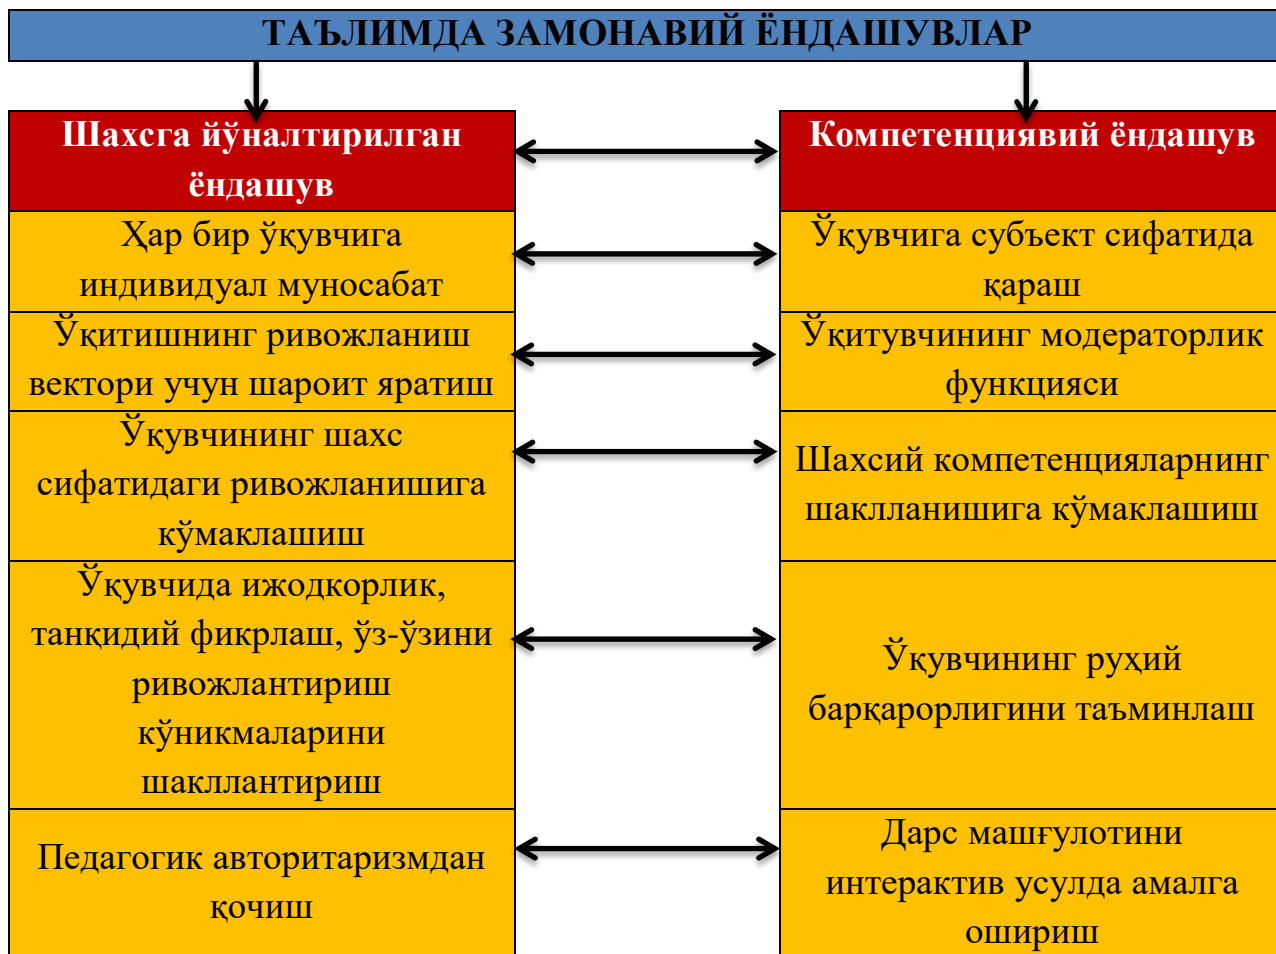 ТАЪЛИМДА ЗАМОНАВИЙ ЁНДАШУВЛАР
Шахсга йўналтирилган
ёндашув
Компетенциявий ёндашув
Ҳар бир ўқувчига
индивидуал муносабат
Ўқувчига субъект сифатида
қараш
Ўқитишнинг ривожланиш
вектори учун шароит яратиш
Ўқитувчининг модераторлик
функцияси
Ўқувчининг шахс
сифатидаги ривожланишига
кўмаклашиш
Шахсий компетенцияларнинг
шаклланишига кўмаклашиш
Ўқувчида ижодкорлик,
танқидий фикрлаш, ўз-ўзини
ривожлантириш
кўникмаларини
шакллантириш
Ўқувчининг руҳий
барқарорлигини таъминлаш
Педагогик авторитаризмдан
қочиш
Дарс машғулотини
интерактив усулда амалга
ошириш